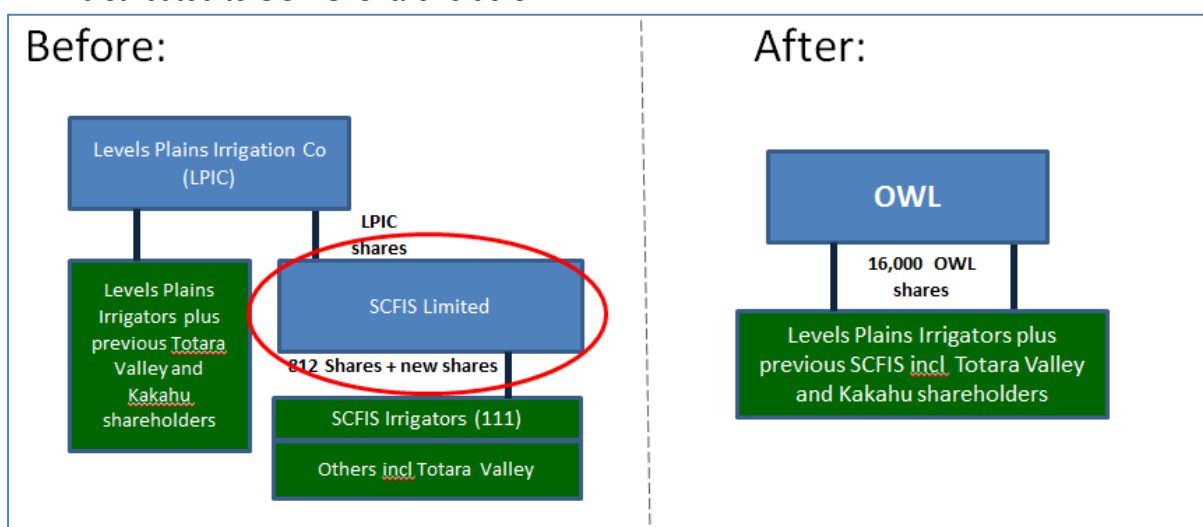 Before:
After:
Levels Plains Irrigation Co
(LPIC)
LPIC
shares
Levels Plains
Irrigators plus
previous Totara
Valley and
Kakahu
shareholders
SCFIS Limited
812 Shares + new shares
SCFIS Irrigators (111)
Others incl Totara Valley
OWL
16,000 OWL
shares
Levels Plains Irrigators plus
previous SCFIS incl. Totara Valley
and Kakahu shareholders